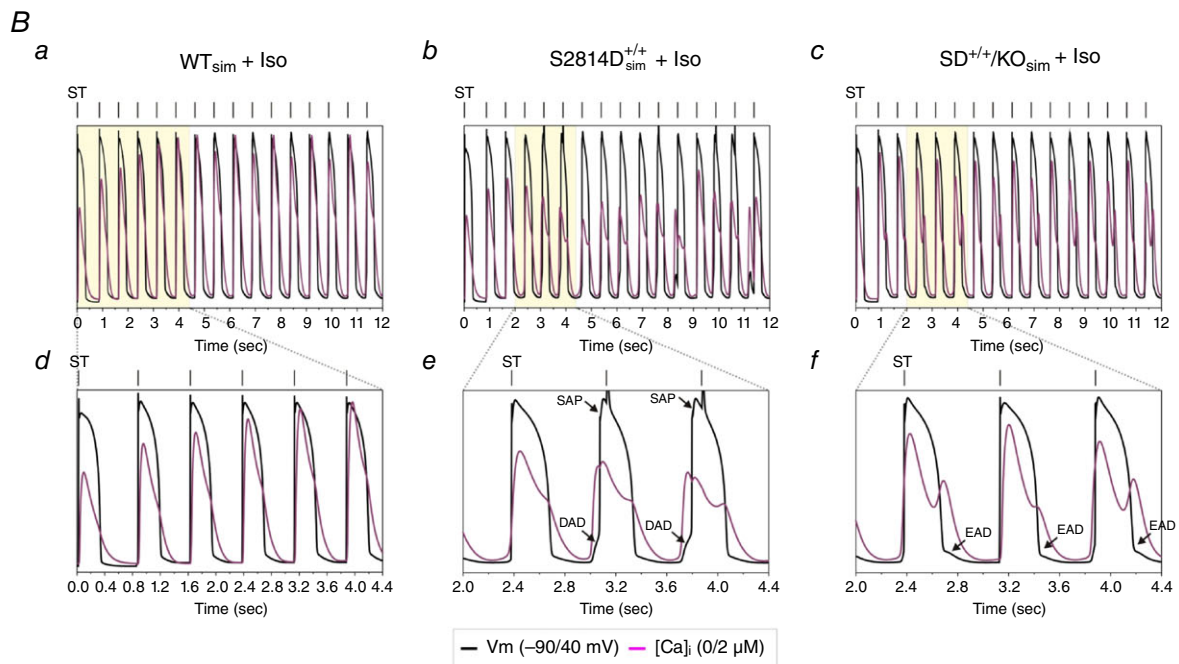 B
a
WTsim + Iso
b
S2814D+/+sim + Iso
c
SD+/+/KOsim + Iso
ST
ST
ST
0 1 2 3 4 5 6 7 8 9 10 11 12
0 1 2 3 4 5 6 7 8 9 10 11 12
0 1 2 3 4 5 6 7 8 9 10 11 12
Time (sec)
Time (sec)
Time (sec)
d
ST
e
ST
f
ST
SAP
SAP
DAD
DAD
EAD
EAD
EAD
0.0 0.4 0.8 1.2 1.6 2.0 2.4 2.8 3.2 3.6 4.0 4.4
2.0 2.4 2.8 3.2 3.6 4.0 4.4
2.0 2.4 2.8 3.2 3.6 4.0 4.4
Time (sec)
Time (sec)
Time (sec)
Vm (–90/40 mV) [Ca]i (0/2 µM)